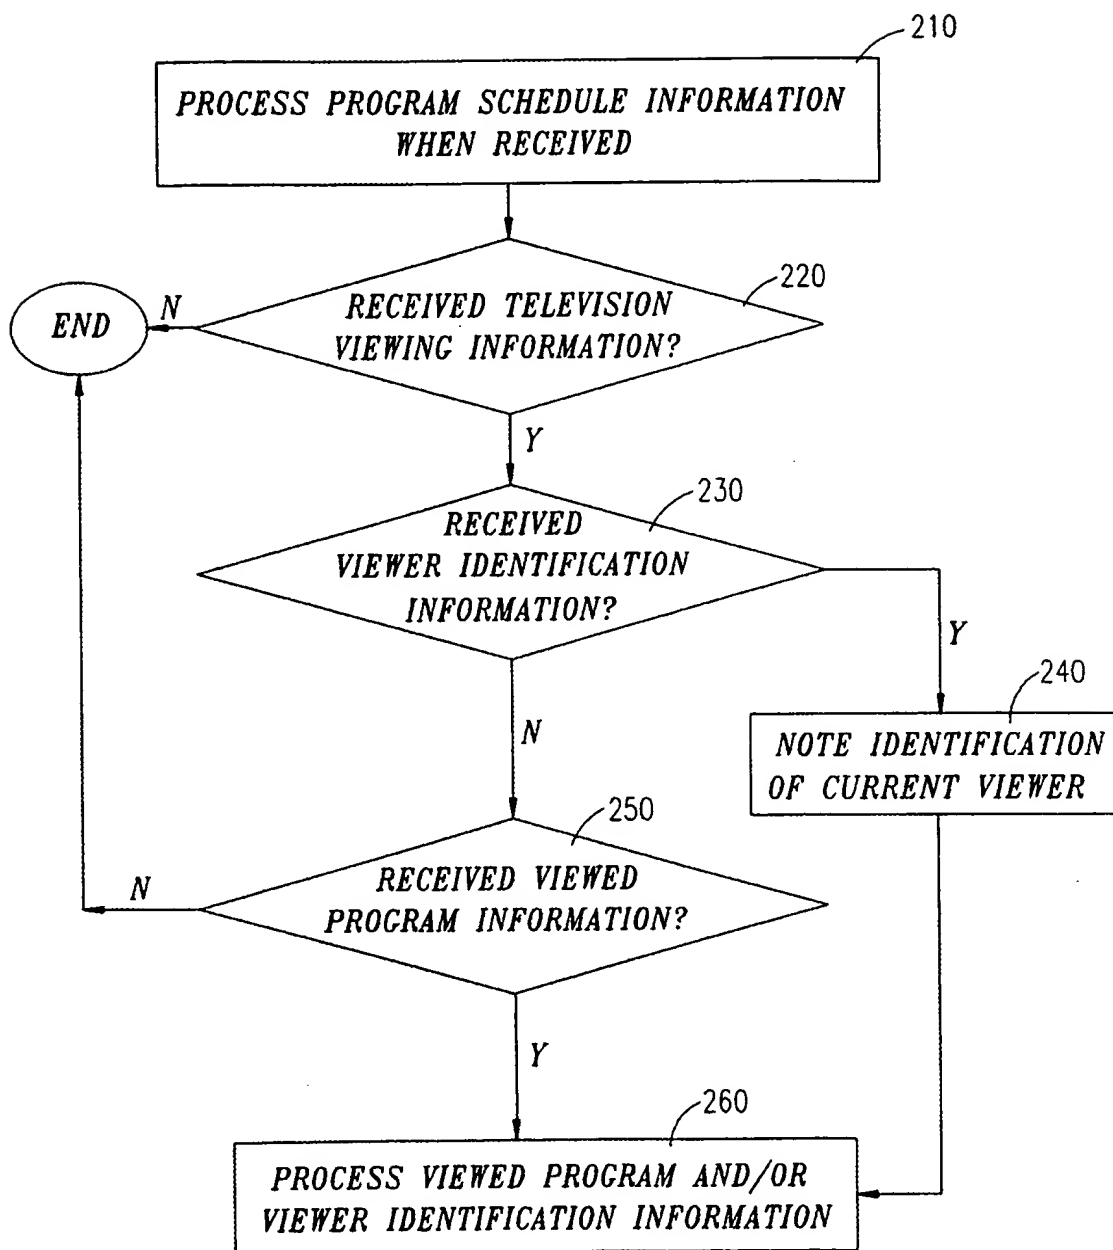 210
PROCESS PROGRAM SCHEDULE INFORMATION
WHEN RECEIVED
220
RECEIVED TELEVISION
VIEWING INFORMATION?
N
END
Y
230
RECEIVED
VIEWER IDENTIFICATION
INFORMATION?
Y
240
NOTE IDENTIFICATION
OF CURRENT VIEWER
N
250
RECEIVED VIEWED
PROGRAM INFORMATION?
N
Y
260
PROCESS VIEWED PROGRAM AND/OR
VIEWER IDENTIFICATION INFORMATION